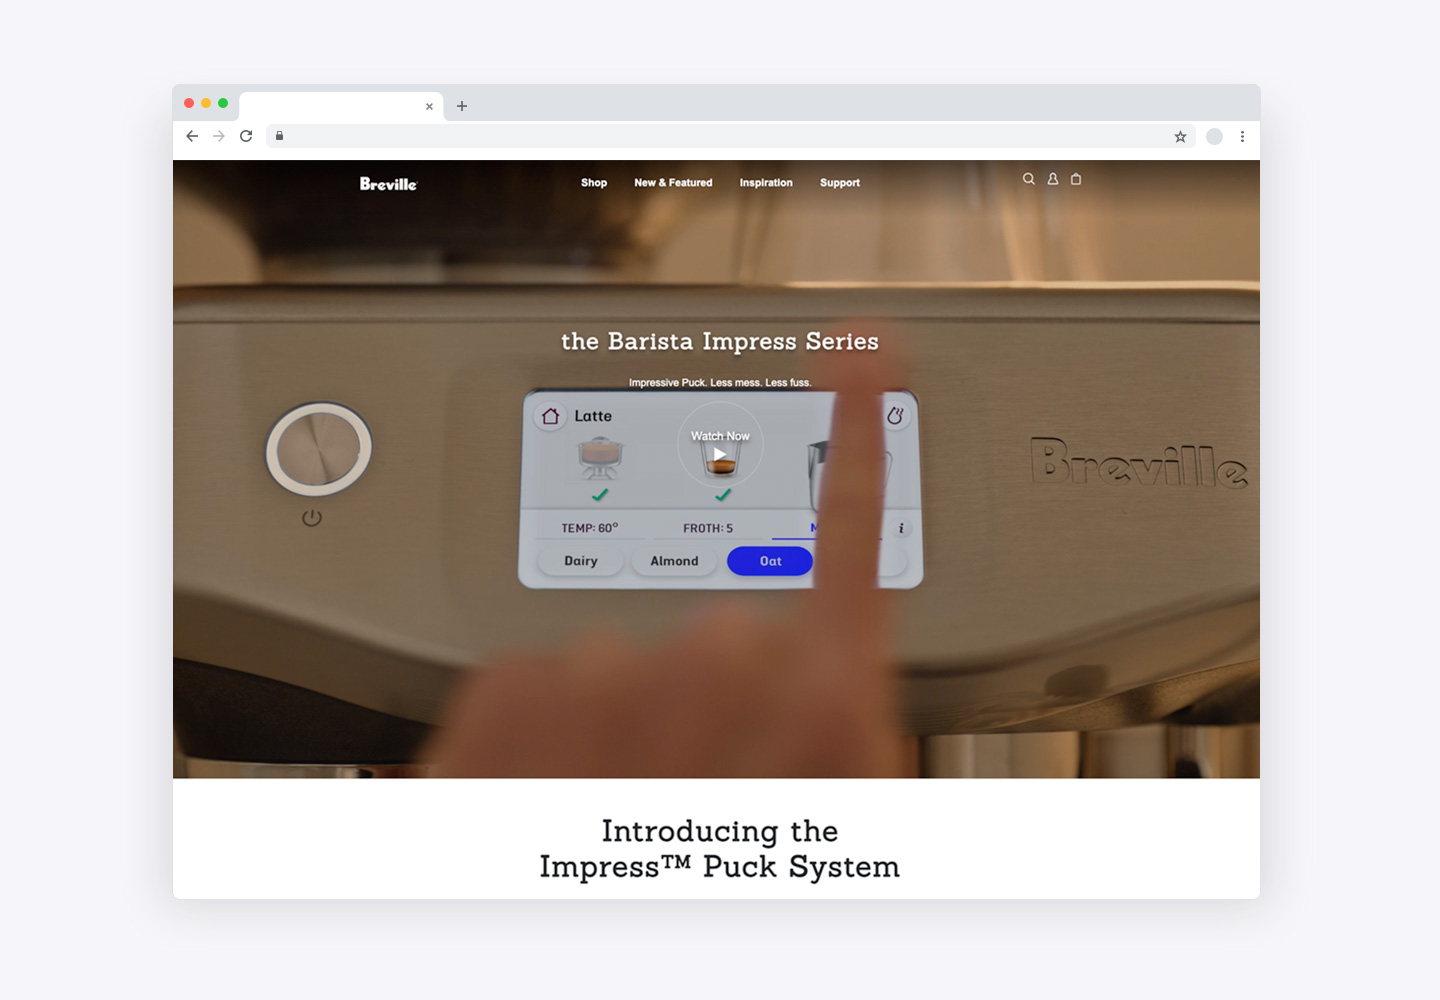 Breville
Shop New & Featured Inspiration Support
the Barista Impress Series
Impressive Puck. Less mess. Less fuss.
Latte
Watch Now
Breville
TEMP: 60° FROTH: 5 i
Dairy Almond Oat
Introducing the
Impress™ Puck System